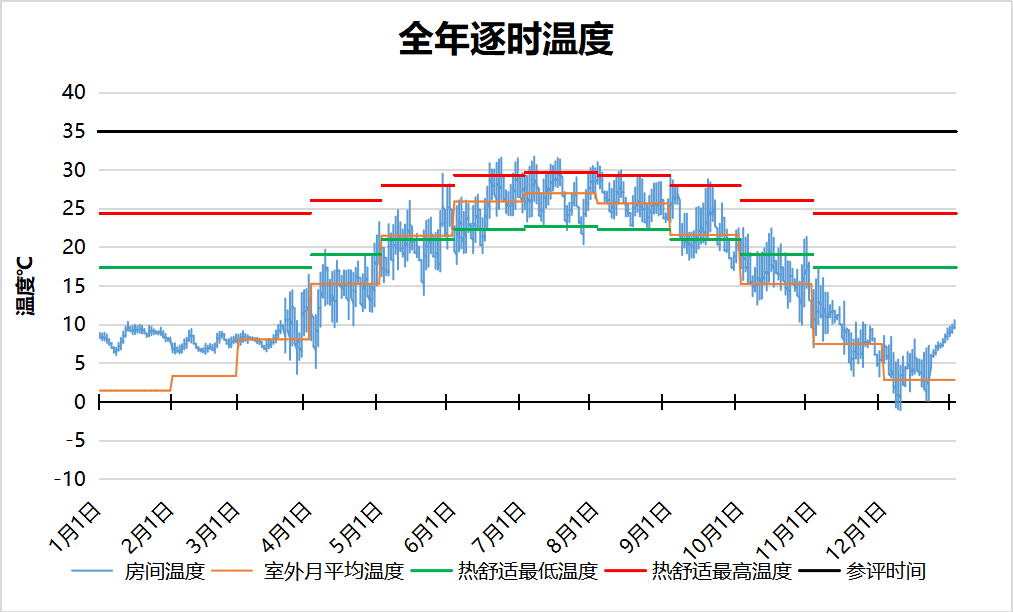 全年逐时温度
40
35
30
25
20
15
10
5
0
-5
-10
温度℃
1月1日
2月1日
3月1日
4月1日
5月1日
6月1日
7月1日
8月1日
9月1日
10月1日
11月1日
12月1日
房间温度 室外月平均温度 热舒适最低温度 热舒适最高温度 参评时间